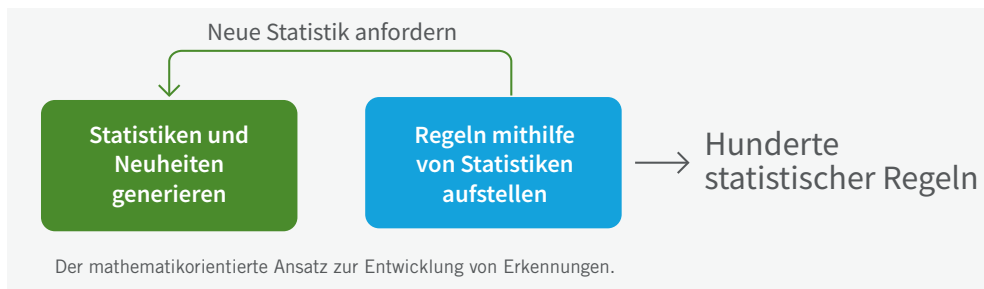 Neue Statistik anfordern
Statistiken und
Neuheiten
generieren
Regeln mithilfe
von Statistiken
aufstellen
Hunderte
statistischer Regeln
Der mathematikorientierte Ansatz zur Entwicklung von Erkennungen.